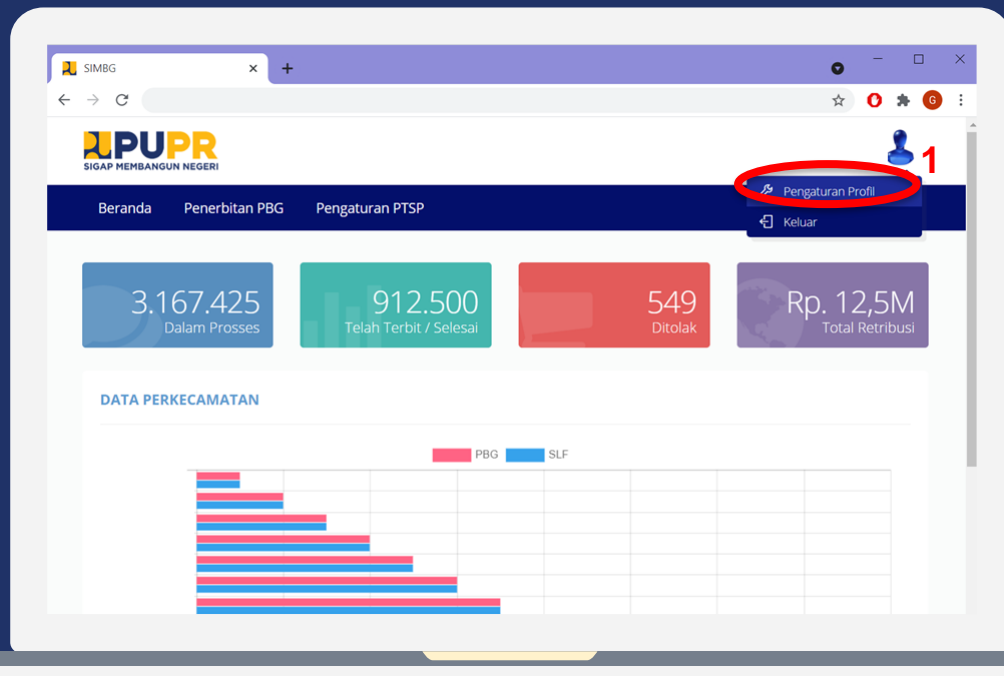 SIMBG
G
PUPR
SIGAP MEMBANGUN NEGERI
1
Pengaturan Profil
Keluar
Beranda Penerbitan PBG Pengaturan PTSP
3.167.425
Dalam Prosses
912.500
Telah Terbit / Selesai
549
Ditolak
Rp. 12,5M
Total Retribusi
DATA PERKECAMATAN
PBG SLF